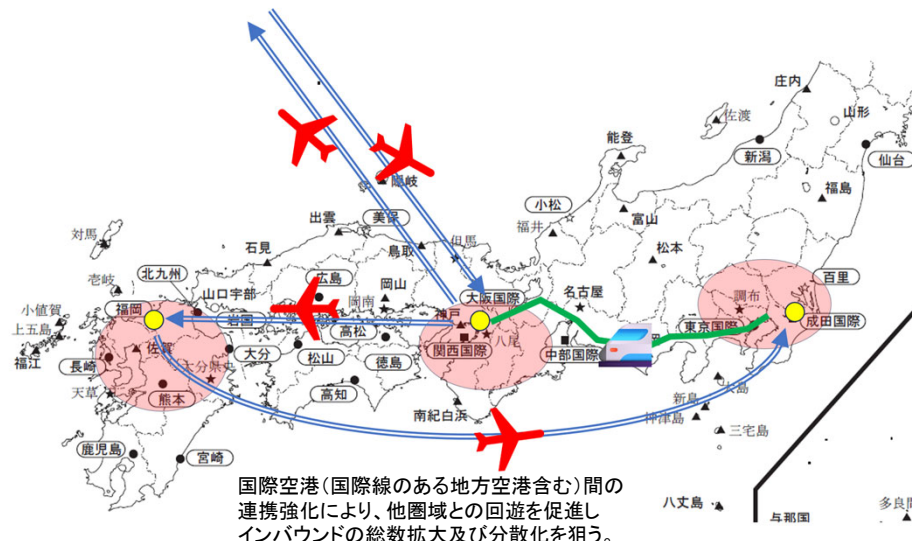 庄内
佐渡
山形
能登
新潟
仙台
隠岐
小松
福島
出雲
美保
福井
富山
対馬
鳥取
但馬
松本
石見
壱岐
北九州
広島
岡山
百里
小値賀
福岡
山口宇部
岡南
大阪国際
名古屋
調布
上五島
岩国
高松
神戸
東京国際
成田国際
福江
佐賀
大分
松山
徳島
関西国際
八尾
中部国際
長崎
大分県央
大島
天草
熊本
高知
南紀白浜
新島
神津島
三宅島
鹿児島
宮崎
国際空港(国際線のある地方空港含む)間の
連携強化により、他圏域との回遊を促進し
インバウンドの総数拡大及び分散化を狙う。
八丈島
与那国